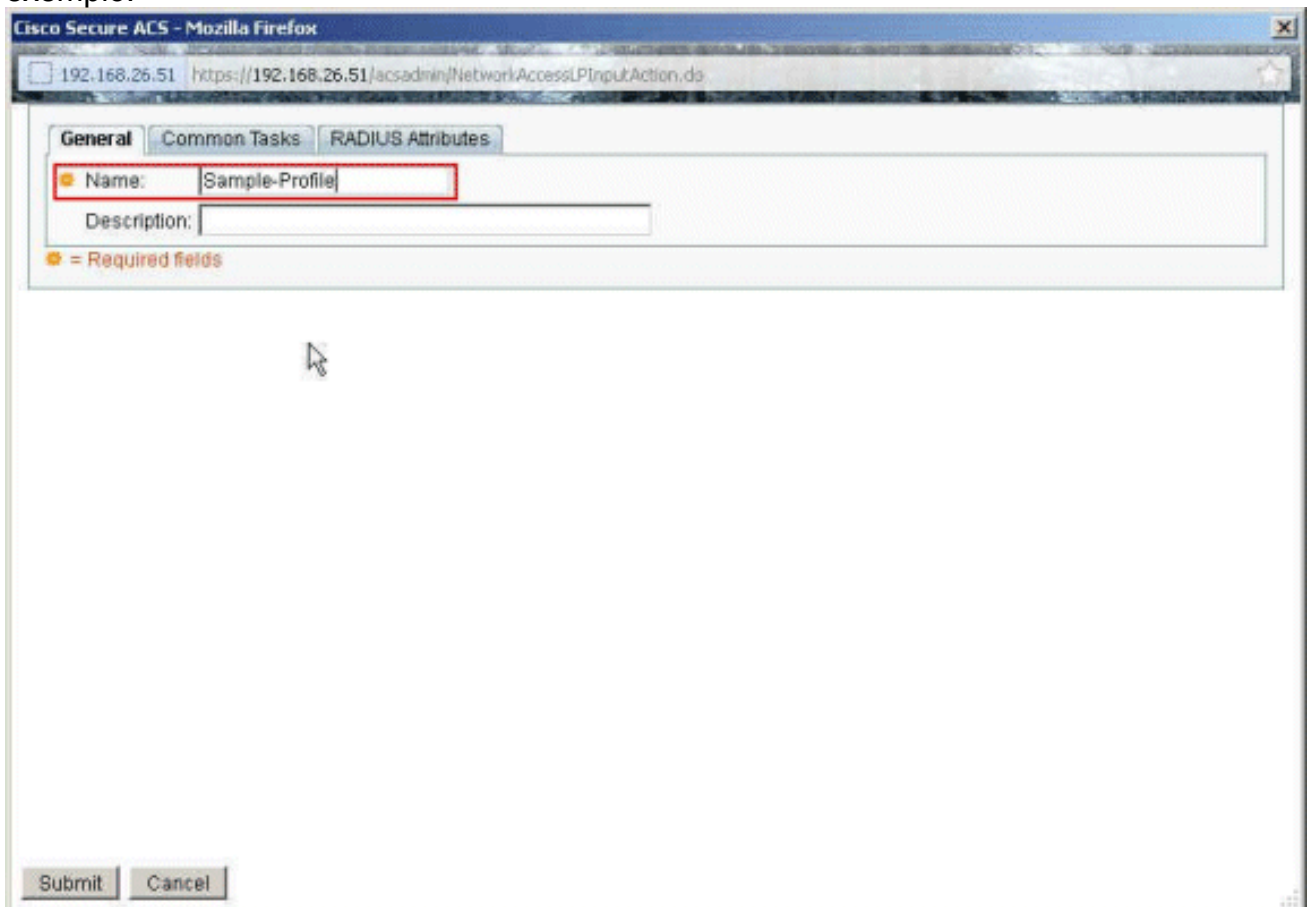 exemple.
Cisco Secure ACS - Mozilla Firefox
192.168.26.51 https://192.168.26.51/acsadmin/NetworkAccessLPInputAction.do
General Common Tasks RADIUS Attributes
Name: Sample-Profile
Description:
= Required fields
Submit Cancel